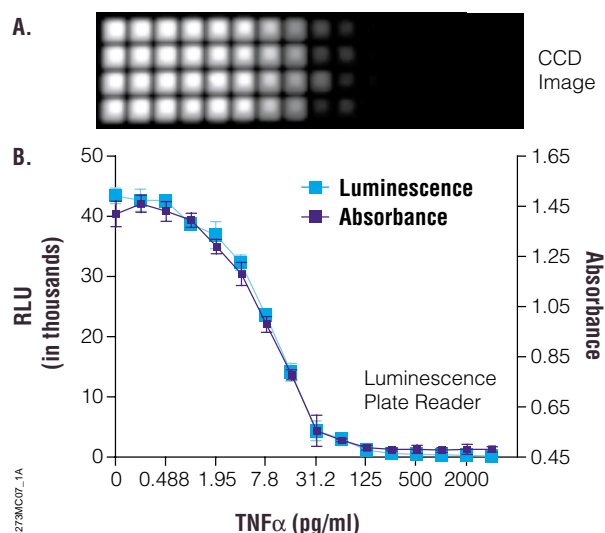 A.
CCD
Image
B.
50
40
30
20
10
0
RLU
(in thousands)
Luminescence
Absorbance
1.65
1.45
1.25
1.05
0.85
0.65
0.45
Absorbance
Luminescence
Plate Reader
0 0.488 1.95 7.8 31.2 125 500 2000
TNFα (pg/ml)
273MC07_1A